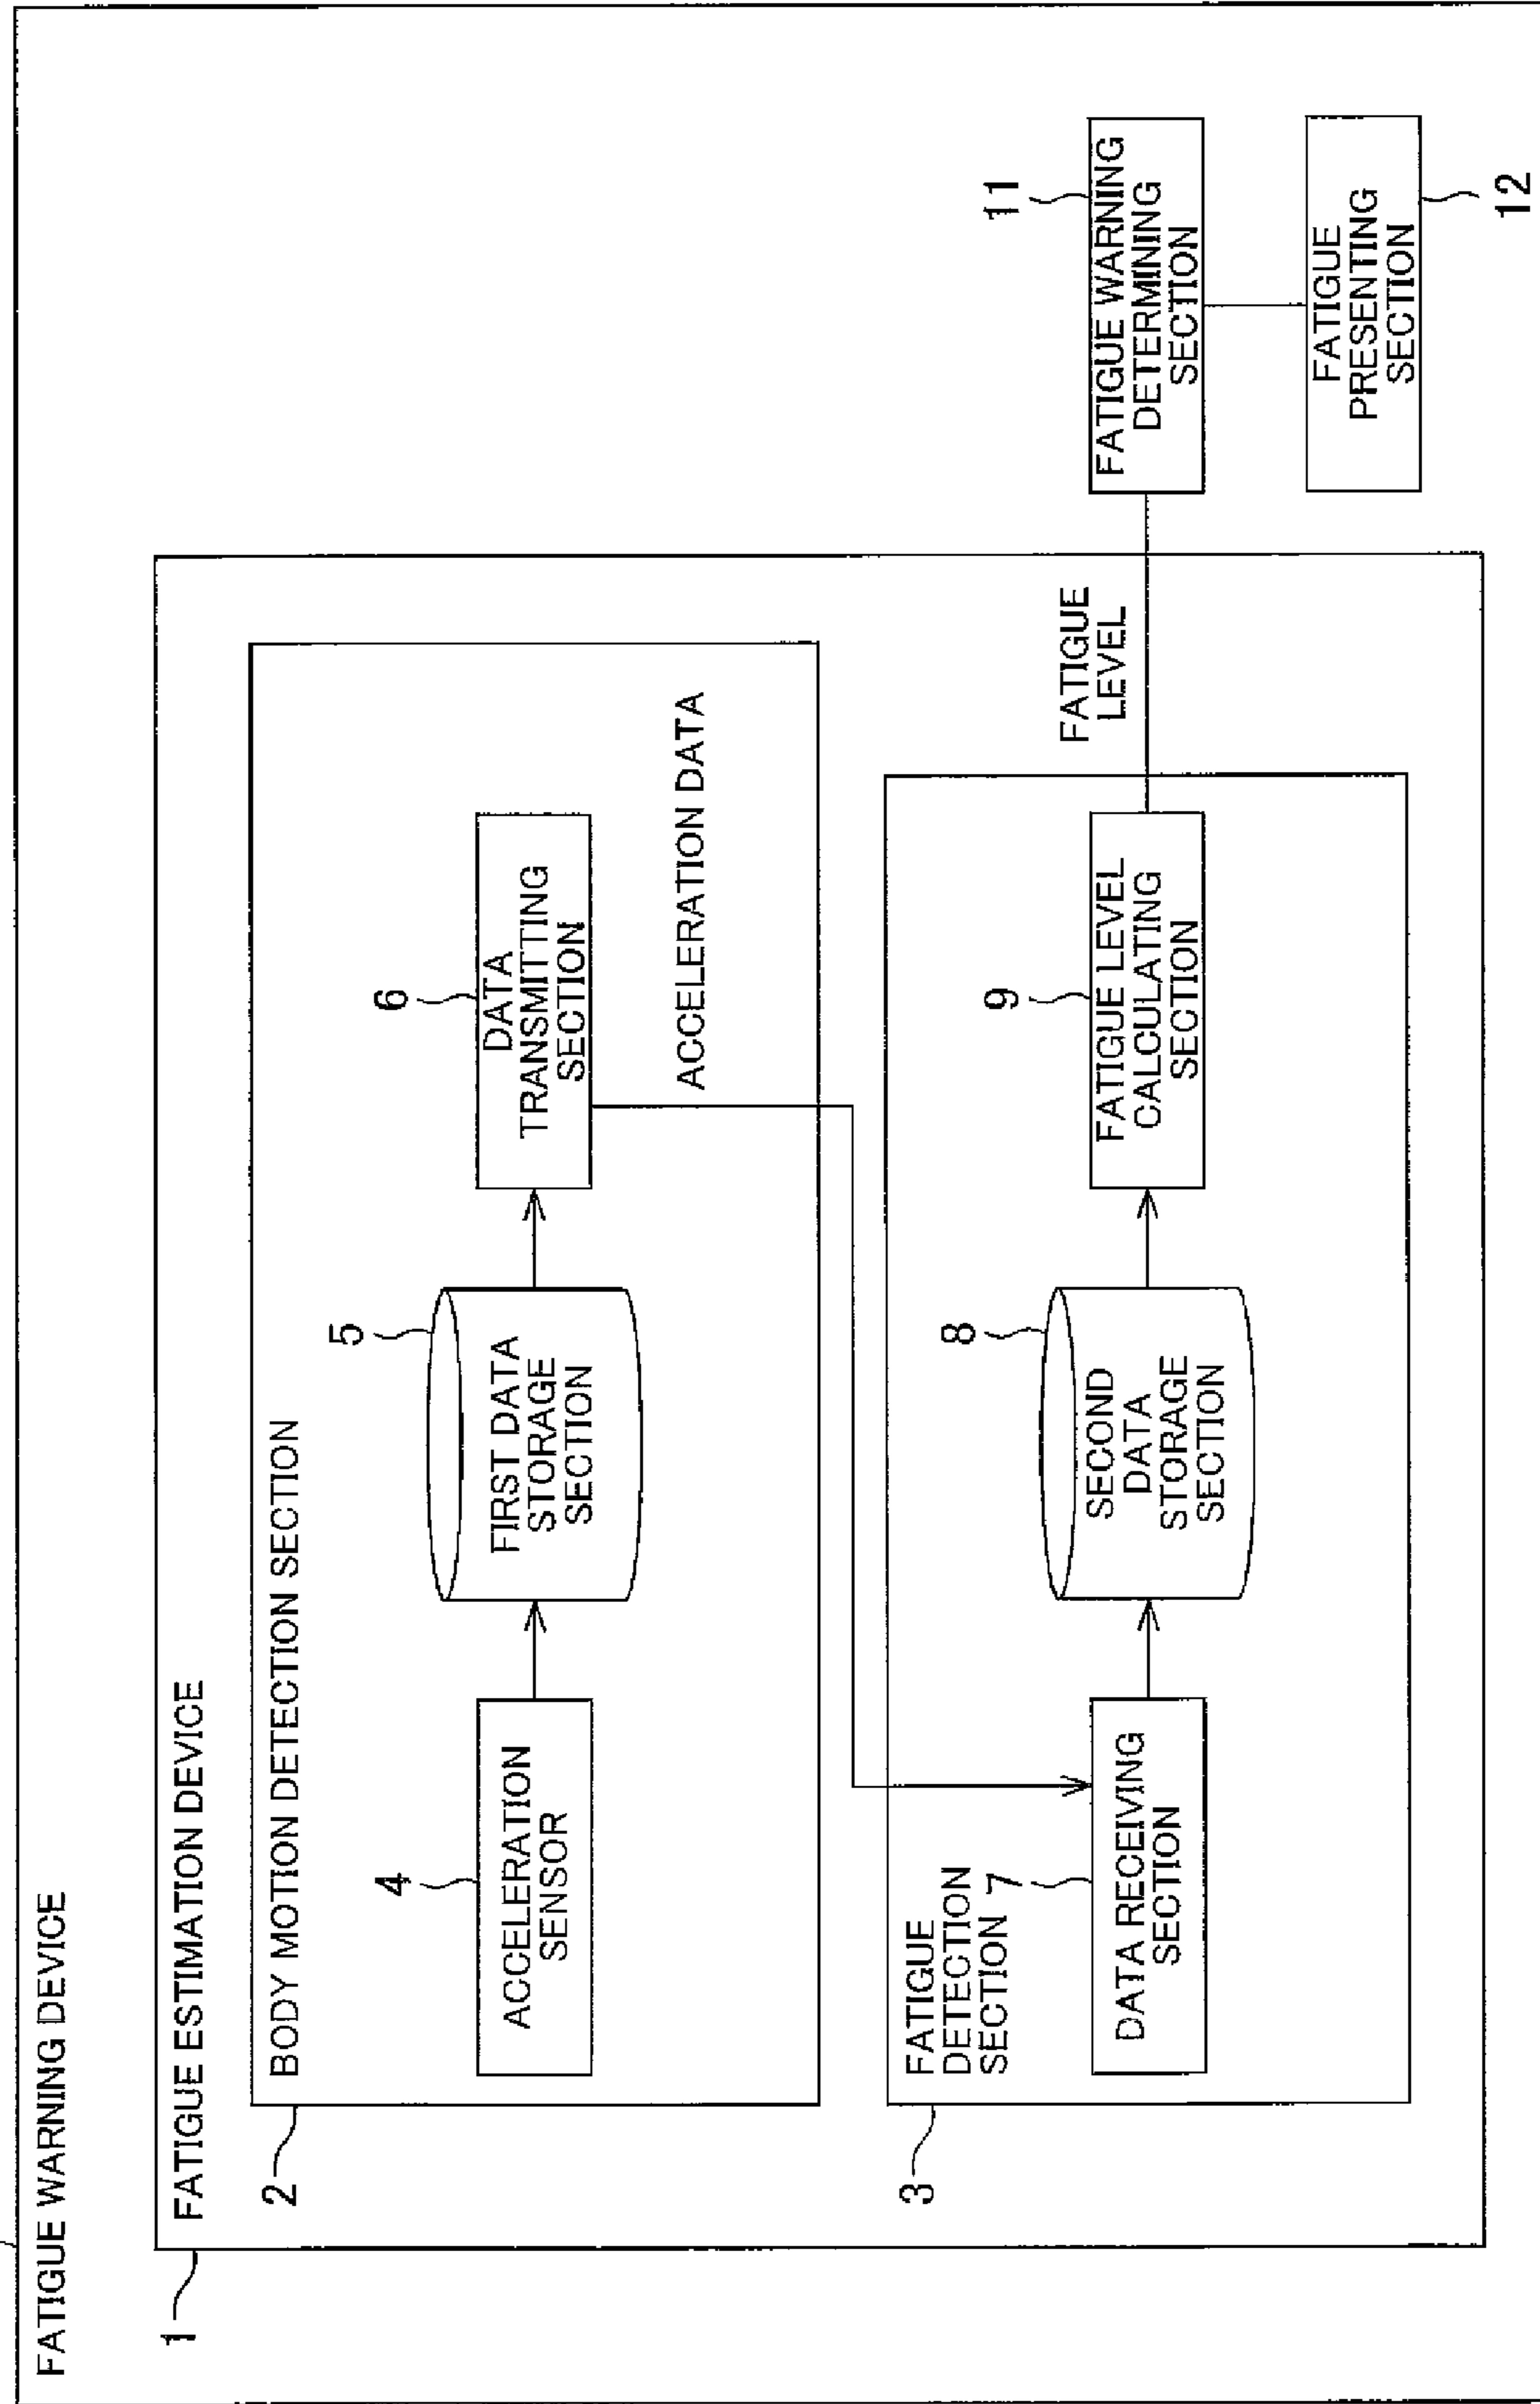 FATIGUE WARNING DEVICE
1
FATIGUE ESTIMATION DEVICE
2
BODY MOTION DETECTION SECTION
4
ACCELERATION
SENSOR
5
FIRST DATA
STORAGE
SECTION
6
DATA
TRANSMITTING
SECTION
ACCELERATION DATA
3
FATIGUE
DETECTION
SECTION
7
DATA RECEIVING
SECTION
8
SECOND
DATA
STORAGE
SECTION
9
FATIGUE LEVEL
CALCULATING
SECTION
FATIGUE
LEVEL
11
FATIGUE WARNING
DETERMINING
SECTION
FATIGUE
PRESENTING
SECTION
12